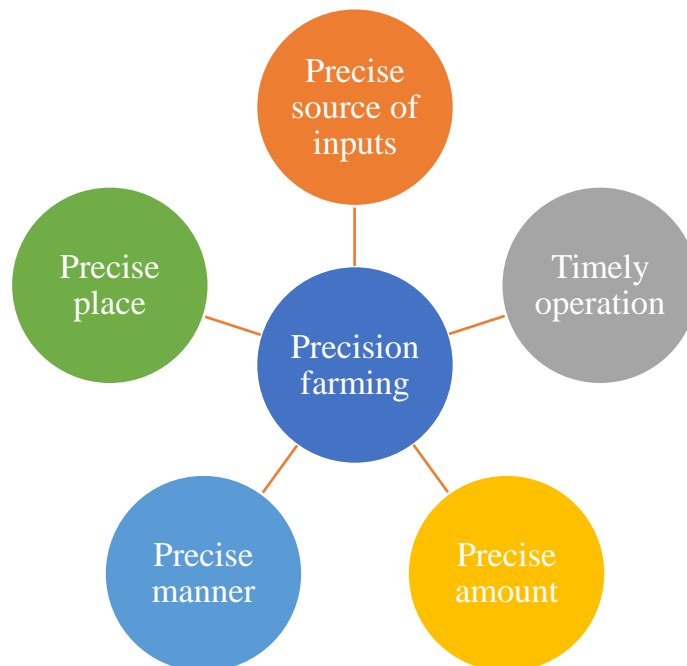 Precise
source of
inputs
Precise
place
Timely
operation
Precision
farming
Precise
manner
Precise
amount